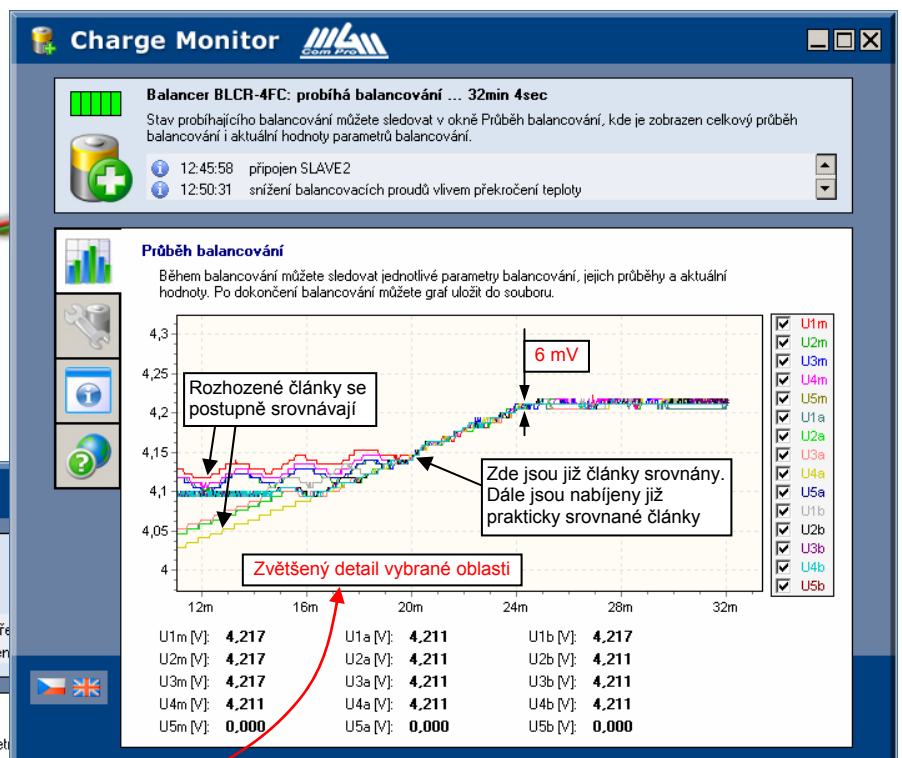 Charge Monitor
MGM
Com Pro
Balancer BLCR-4FC: probíhá balancování ... 32min 4sec
Stav probíhajícího balancování můžete sledovat v okně Průběh balancování, kde je zobrazen celkový průběh
balancování i aktuální hodnoty parametrů balancování.
12:45:58 připojen SLAVE2
12:50:31 snížení balancovacích proudů vlivem překročení teploty
Průběh balancování
Během balancování můžete sledovat jednotlivé parametry balancování, jejich průběhy a aktuální
hodnoty. Po dokončení balancování můžete graf uložit do souboru.
4,3
4,25
4,2
4,15
4,1
4,05
4
6 mV
Rozhozené články se
postupně srovnávají
Zde jsou již články srovnány.
Dále jsou nabíjeny již
prakticky srovnané články
Zvětšený detail vybrané oblasti
12m 16m 20m 24m 28m 32m
U1m
U2m
U3m
U4m
U5m
U1a
U2a
U3a
U4a
U5a
U1b
U2b
U3b
U4b
U5b
U1m [V]: 4,217 U1a [V]: 4,211 U1b [V]: 4,217
U2m [V]: 4,217 U2a [V]: 4,211 U2b [V]: 4,211
U3m [V]: 4,217 U3a [V]: 4,211 U3b [V]: 4,211
U4m [V]: 4,211 U4a [V]: 4,211 U4b [V]: 4,211
U5m [V]: 0,000 U5a [V]: 0,000 U5b [V]: 0,000